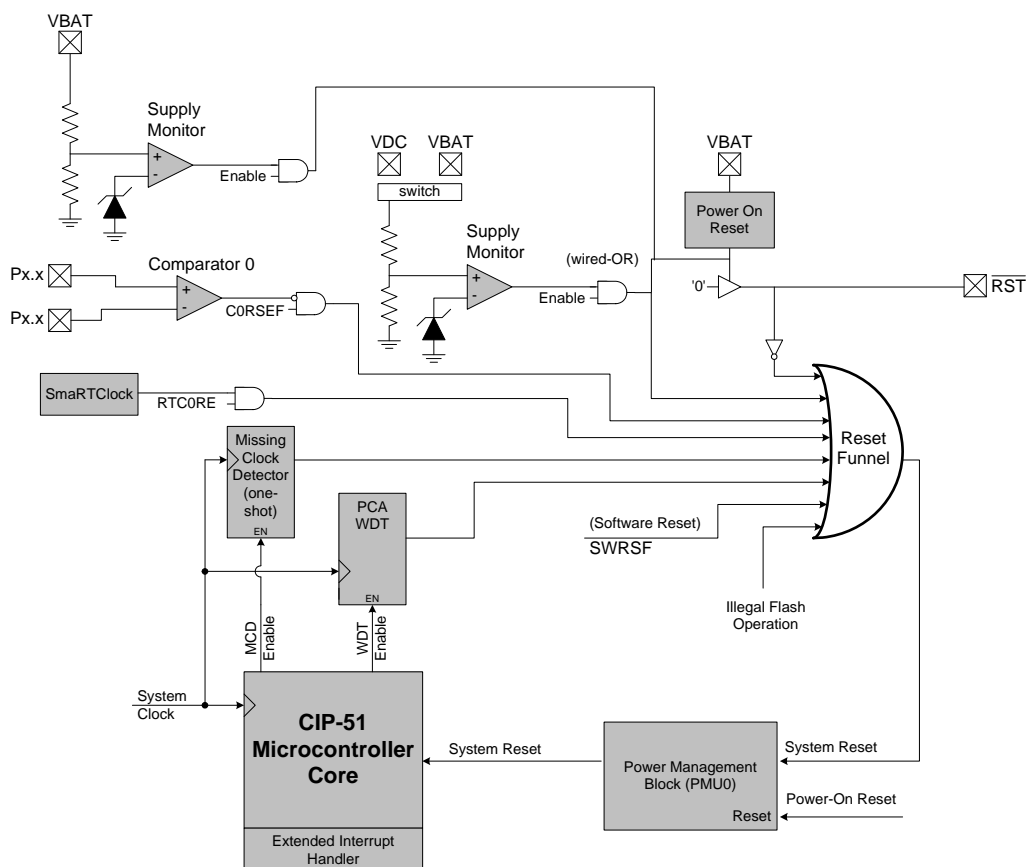 VBAT
Supply
Monitor
+
-
Enable
VDC
VBAT
switch
Supply
Monitor
+
-
(wired-OR)
Enable
VBAT
Power On
Reset
'0'
RST
Px.x
Px.x
Comparator 0
+
-
C0RSEF
SmaRTClock
RTC0RE
Missing
Clock
Detector
(one-
shot)
EN
PCA
WDT
EN
(Software Reset)
SWRSF
Reset
Funnel
Illegal Flash
Operation
MCD
Enable
WDT
Enable
System
Clock
CIP-51
Microcontroller
Core
Extended Interrupt
Handler
System Reset
Power Management
Block (PMU0)
Reset
System Reset
Power-On Reset